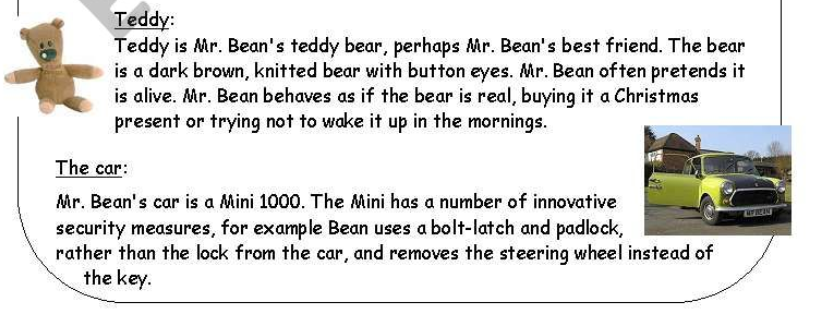 Teddy:
Teddy is Mr. Bean's teddy bear, perhaps Mr. Bean's best friend. The bear
is a dark brown, knitted bear with button eyes. Mr. Bean often pretends it
is alive. Mr. Bean behaves as if the bear is real, buying it a Christmas
present or trying not to wake it up in the mornings.
The car:
Mr. Bean's car is a Mini 1000. The Mini has a number of innovative
security measures, for example Bean uses a bolt-latch and padlock,
rather than the lock from the car, and removes the steering wheel instead of
the key.